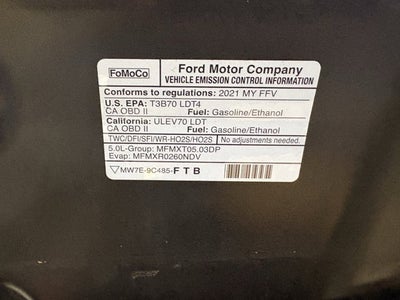 FoMoCo
Ford Motor Company
VEHICLE EMISSION CONTROL INFORMATION
Conforms to regulations: 2021 MY FFV
U.S. EPA: T3B70 LDT4
CA OBD II Fuel: Gasoline/Ethanol
California: ULEV70 LDT
CA OBD II Fuel: Gasoline/Ethanol
TWC/DFI/SFI/WR-HO2S/HO2S No adjustments needed.
5.0L-Group: MFMXT05.03DP
Evap: MFMXR0260NDV
MW7E-9C485-F T B